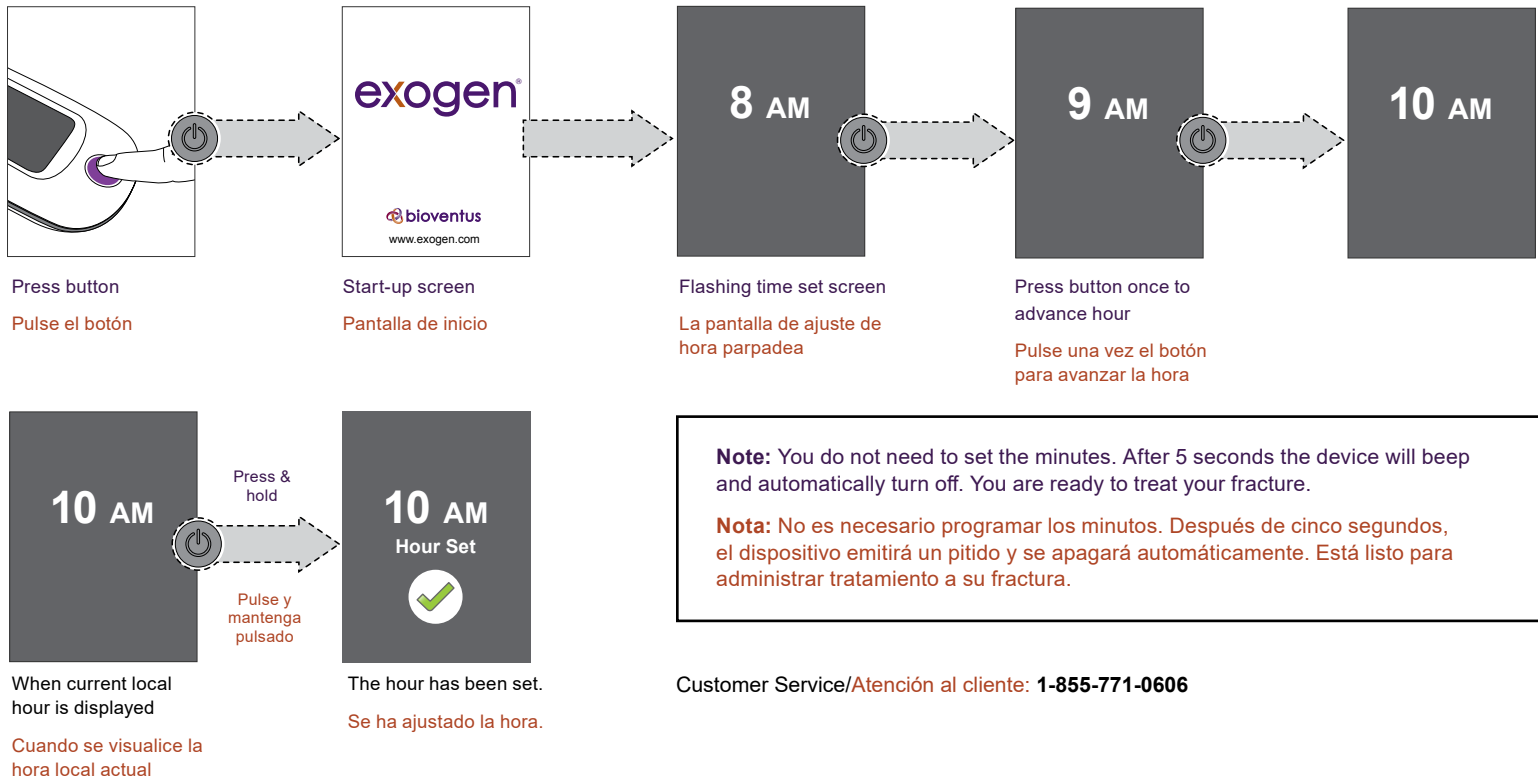 exogen®
bioventus
www.exogen.com
8 AM
9 AM
10 AM
Press button
Pulse el botón
Start-up screen
Pantalla de inicio
Flashing time set screen
La pantalla de ajuste de
hora parpadea
Press button once to
advance hour
Pulse una vez el botón
para avanzar la hora
10 AM
Press &
hold
Pulse y
mantenga
pulsado
10 AM
Hour Set
When current local
hour is displayed
Cuando se visualice la
hora local actual
The hour has been set.
Se ha ajustado la hora.
Note: You do not need to set the minutes. After 5 seconds the device will beep
and automatically turn off. You are ready to treat your fracture.
Nota: No es necesario programar los minutos. Después de cinco segundos,
el dispositivo emitirá un pitido y se apagará automáticamente. Está listo para
administrar tratamiento a su fractura.
Customer Service/Atención al cliente: 1-855-771-0606